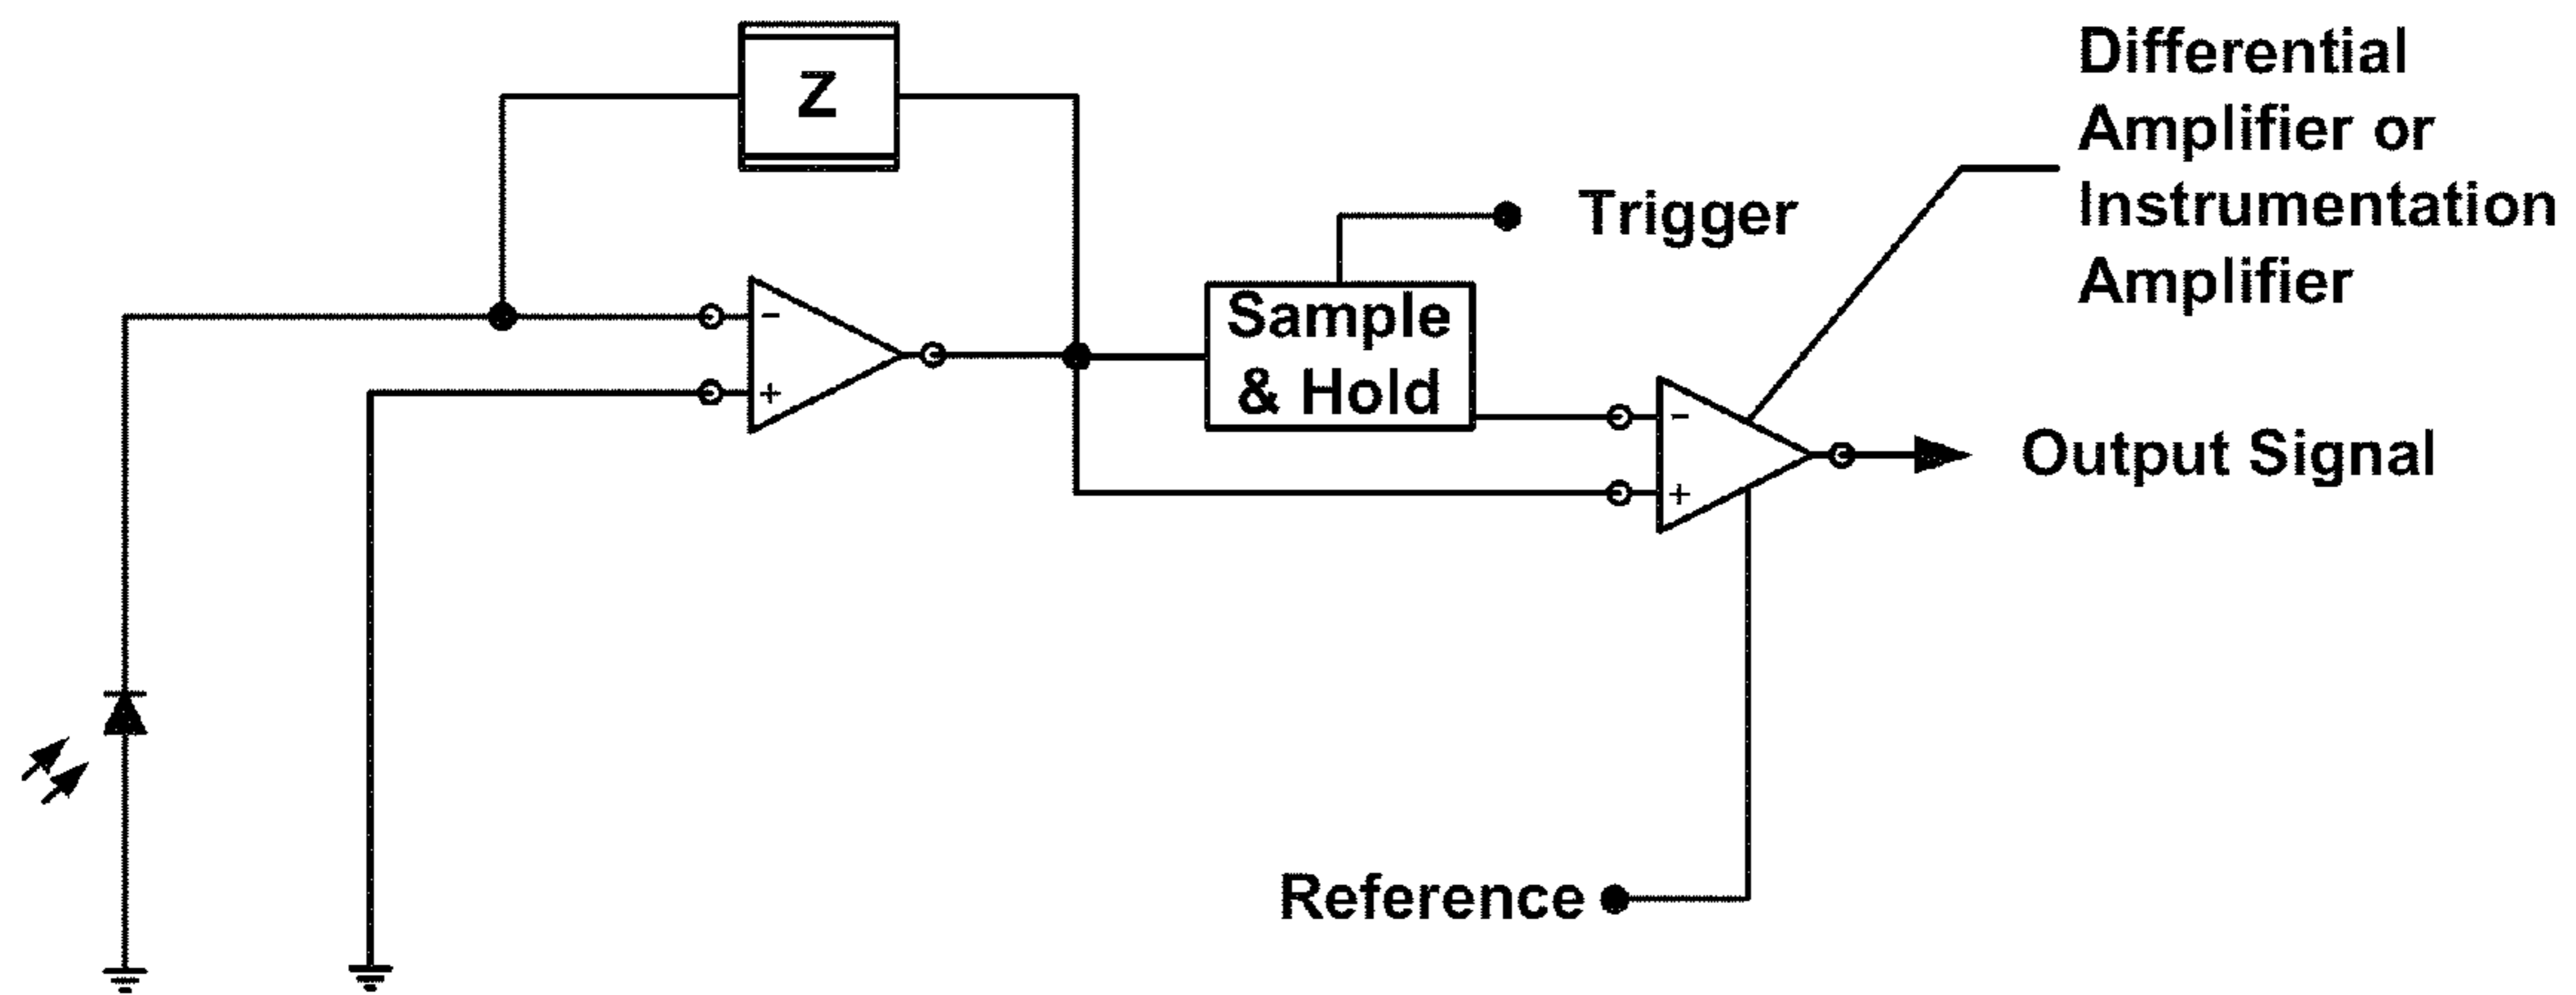 Z
Differential
Amplifier or
Instrumentation
Amplifier
Trigger
Sample
& Hold
-
+
-
+
Output Signal
Reference